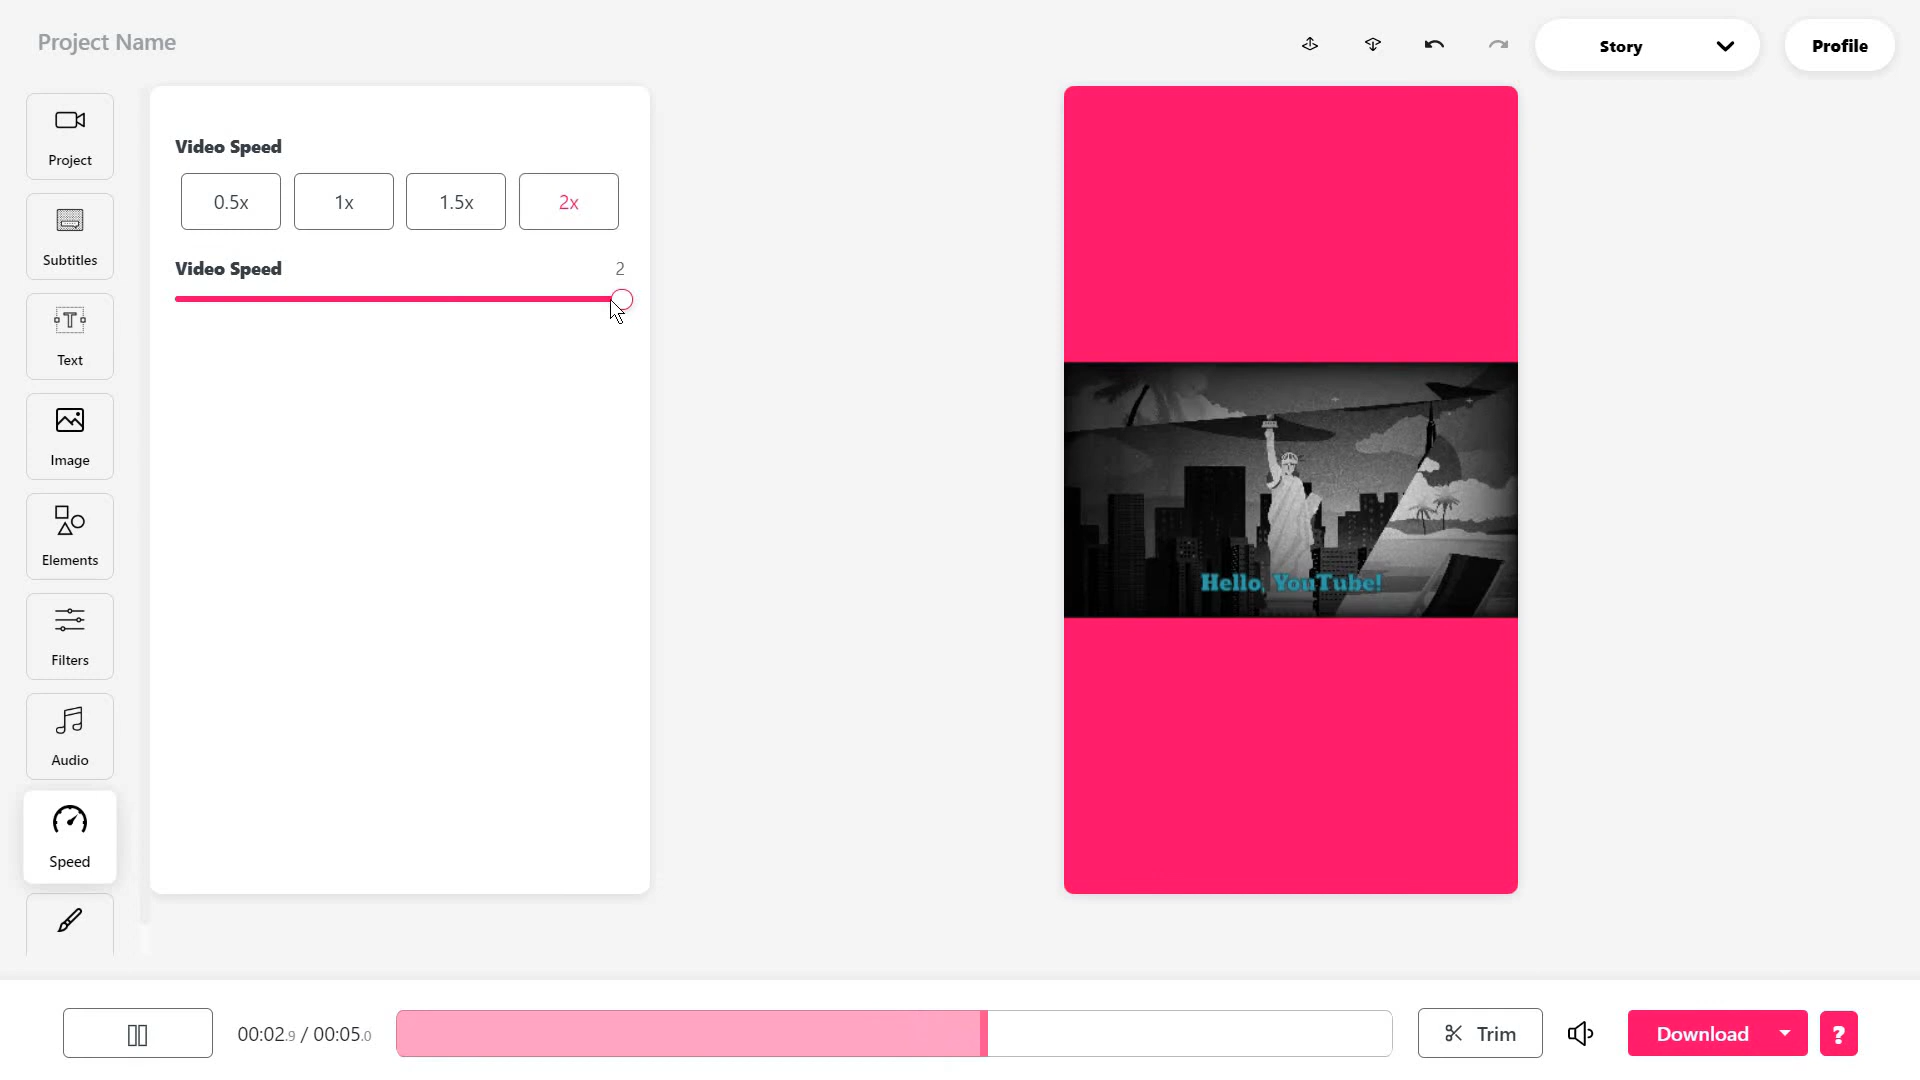 Project Name
Story
Profile
Project
Subtitles
Text
Image
Elements
Filters
Audio
Speed
Video Speed
0.5x
1x
1.5x
2x
Video Speed
2
Hello, YouTube!
00:02.9 / 00:05.0
Trim
Download
?